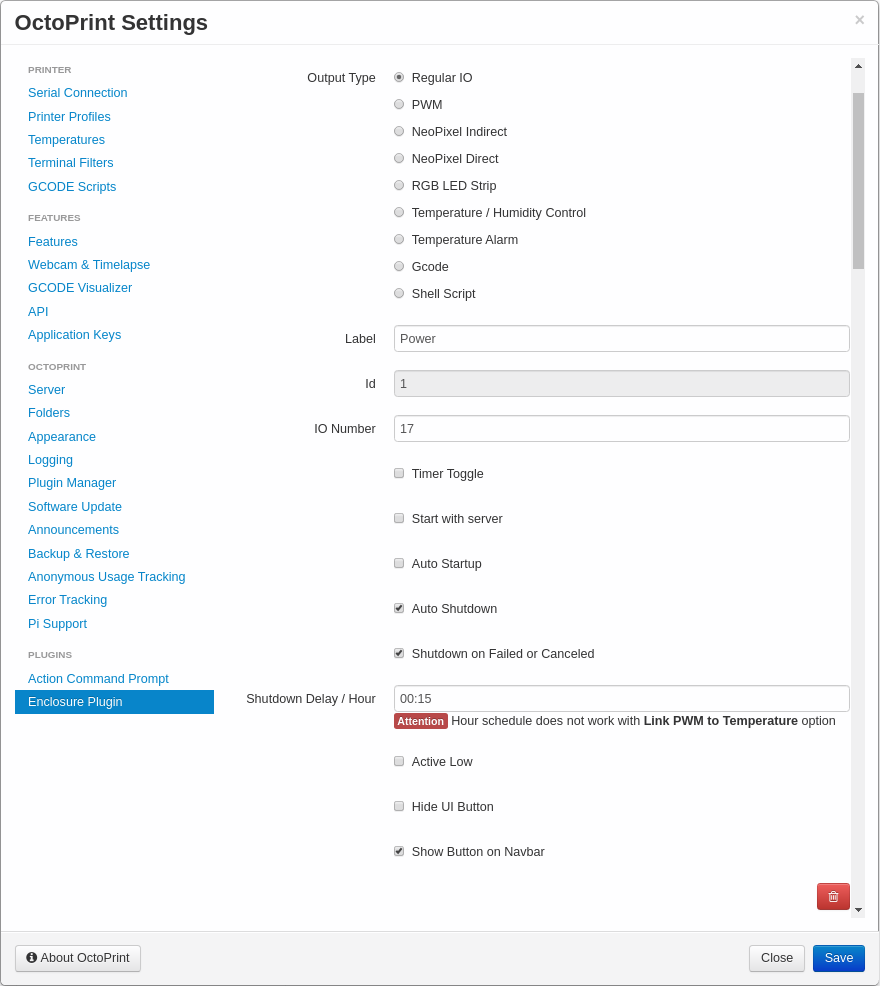 OctoPrint Settings
×
PRINTER
Serial Connection
Printer Profiles
Temperatures
Terminal Filters
GCODE Scripts
FEATURES
Features
Webcam & Timelapse
GCODE Visualizer
API
Application Keys
OCTOPRINT
Server
Folders
Appearance
Logging
Plugin Manager
Software Update
Announcements
Backup & Restore
Anonymous Usage Tracking
Error Tracking
Pi Support
PLUGINS
Action Command Prompt
Enclosure Plugin
Output Type
Regular IO
PWM
NeoPixel Indirect
NeoPixel Direct
RGB LED Strip
Temperature / Humidity Control
Temperature Alarm
Gcode
Shell Script
Label Power
Id 1
IO Number 17
Timer Toggle
Start with server
Auto Startup
Auto Shutdown
Shutdown on Failed or Canceled
Shutdown Delay / Hour 00:15
Attention Hour schedule does not work with Link PWM to Temperature option
Active Low
Hide UI Button
Show Button on Navbar
About OctoPrint
Close Save